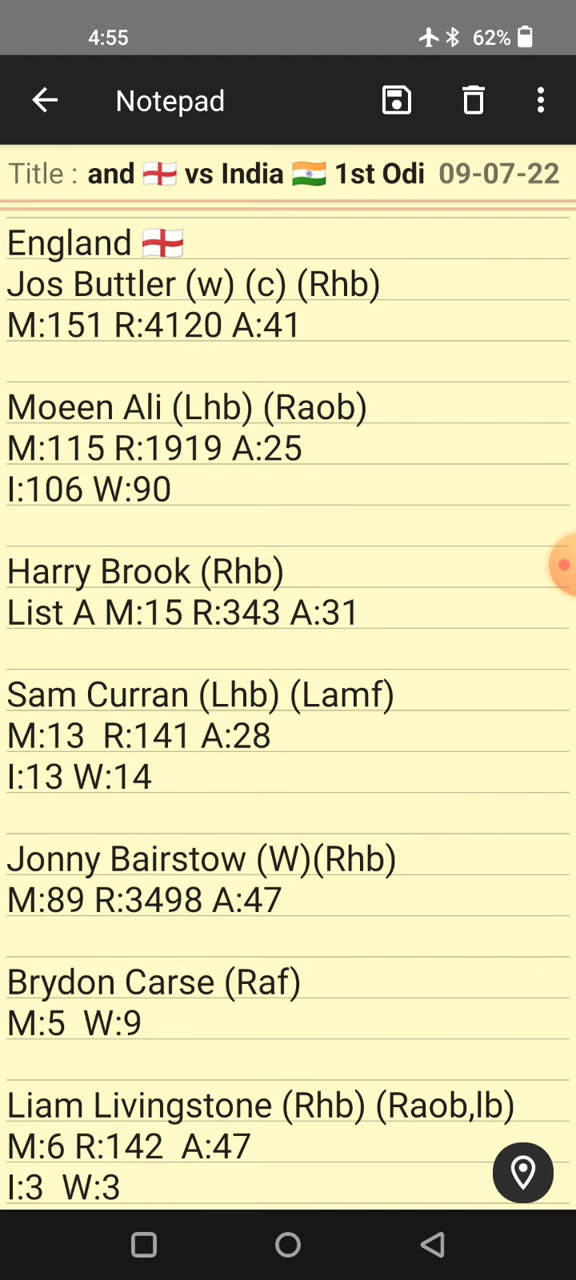 4:55 62%
Notepad
Title : and 🏴󠁧󠁢󠁥󠁮󠁧󠁿 vs India 🇮🇳 1st Odi 09-07-22
England 🏴󠁧󠁢󠁥󠁮󠁧󠁿
Jos Buttler (w) (c) (Rhb)
M:151 R:4120 A:41
Moeen Ali (Lhb) (Raob)
M:115 R:1919 A:25
I:106 W:90
Harry Brook (Rhb)
List A M:15 R:343 A:31
Sam Curran (Lhb) (Lamf)
M:13  R:141 A:28
I:13 W:14
Jonny Bairstow (W)(Rhb)
M:89 R:3498 A:47
Brydon Carse (Raf)
M:5  W:9
Liam Livingstone (Rhb) (Raob,lb)
M:6 R:142  A:47
I:3  W:3